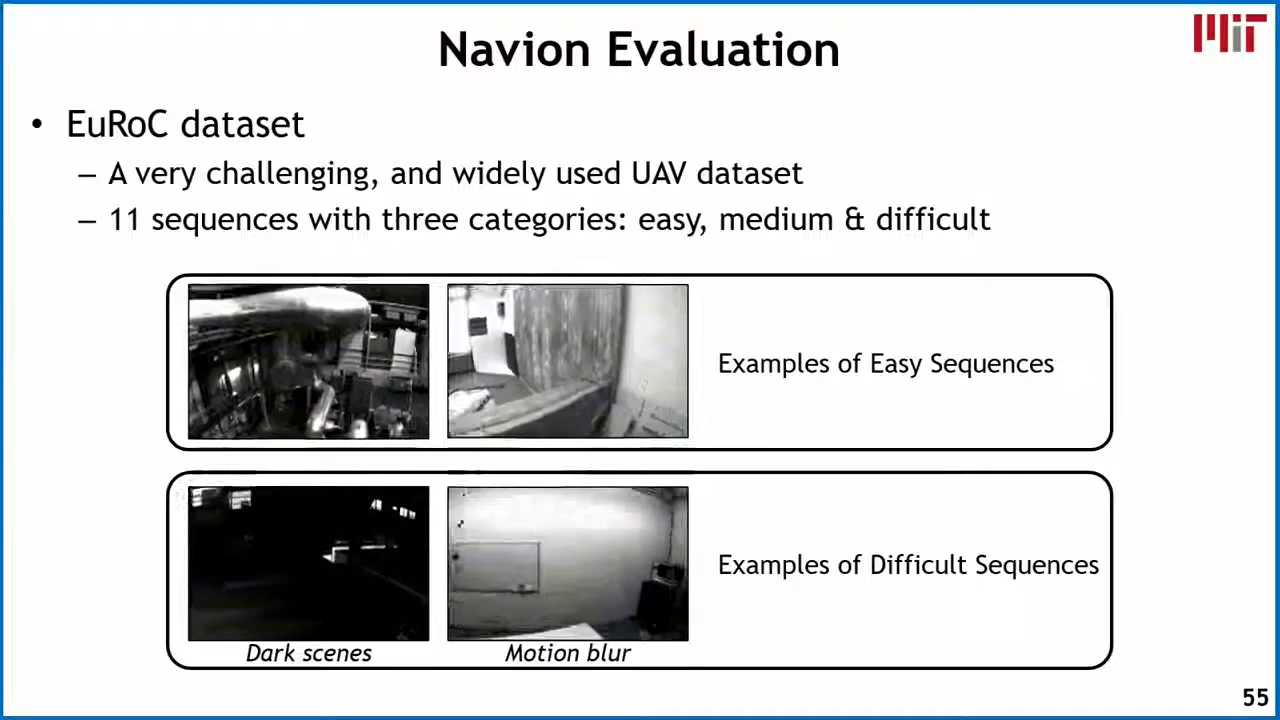 Navion Evaluation
MIT
• EuRoC dataset
– A very challenging, and widely used UAV dataset
– 11 sequences with three categories: easy, medium & difficult
Examples of Easy Sequences
Examples of Difficult Sequences
Dark scenes
Motion blur
55